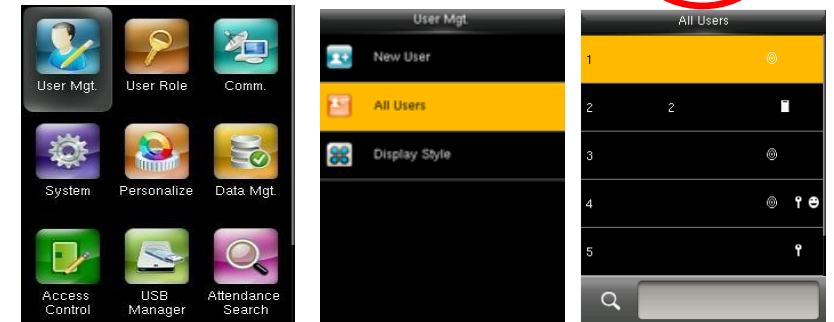 User Mgt.
User Role
Comm.
System
Personalize
Data Mgt.
Access
Control
USB
Manager
Attendance
Search
User Mgt.
New User
All Users
Display Style
All Users
1
2 2
3
4
5